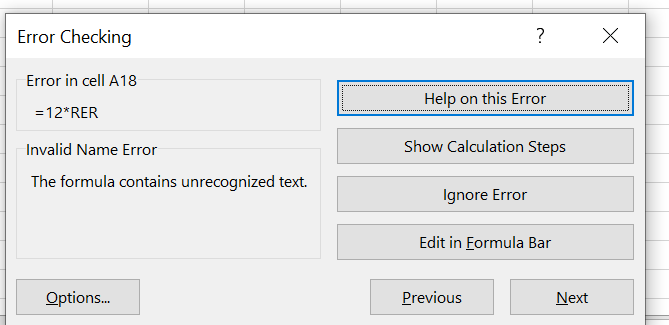 Error Checking
?
Error in cell A18
=12*RER
Help on this Error
Invalid Name Error
Show Calculation Steps
The formula contains unrecognized text.
Ignore Error
Edit in Formula Bar
Options...
Previous
Next